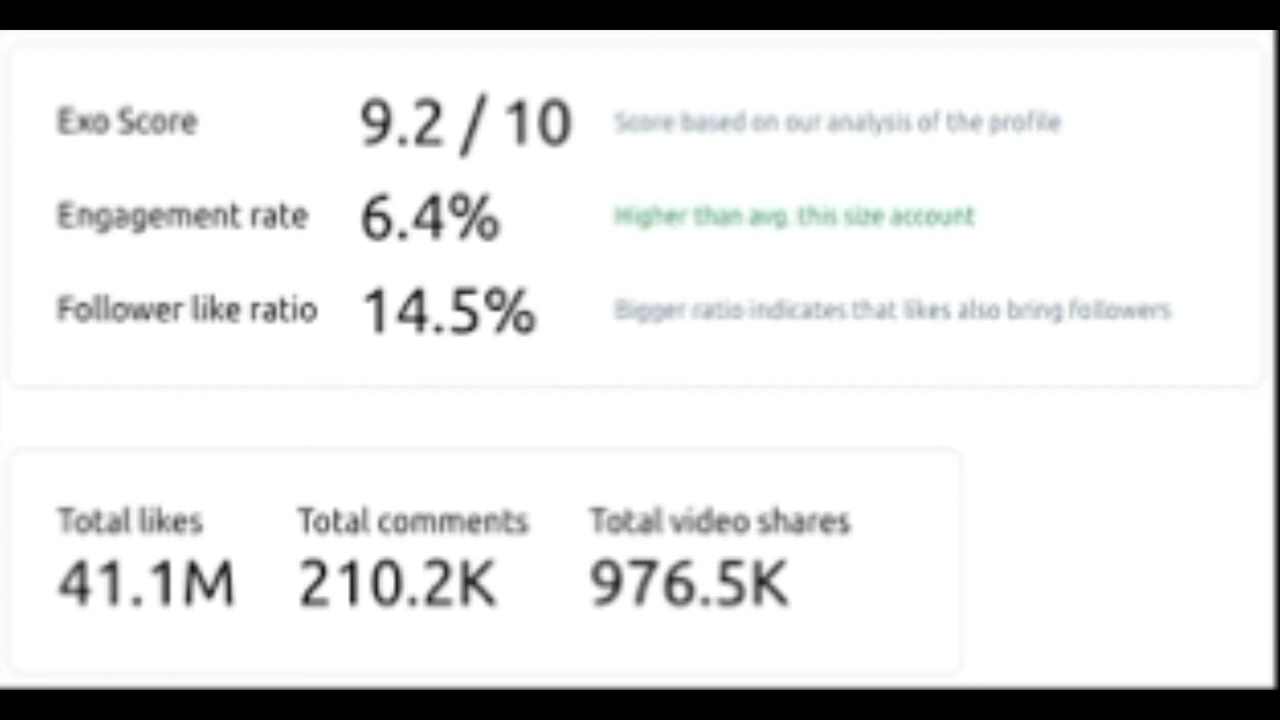 Exo Score 9.2 / 10 Score based on our analysis of the profile
Engagement rate 6.4% Higher than avg. this size account
Follower like ratio 14.5% Bigger ratio indicates that likes also bring followers
Total likes Total comments Total video shares
41.1M 210.2K 976.5K